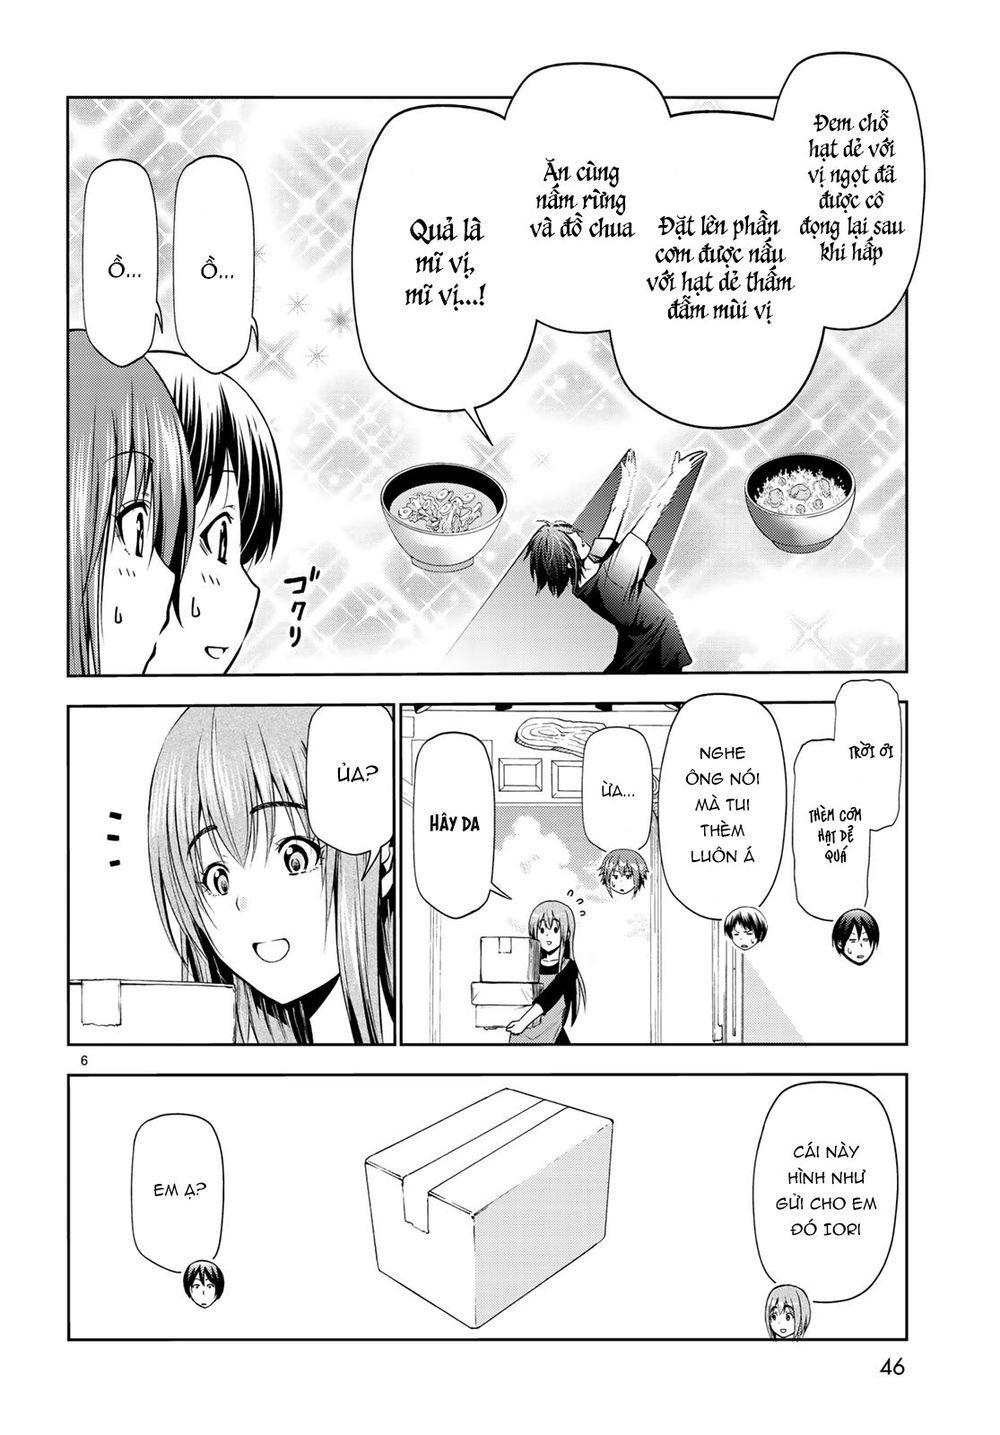 Đem chỗ
hạt dẻ với
vị ngọt đã
được cô
đọng lại sau
khi hấp
Đặt lên phần
cơm được nấu
với hạt dẻ thấm
đẫm mùi vị
Ăn cùng
nấm rừng
và đồ chua
Quả là
mĩ vị,
mĩ vị...!
Ồ...
Ồ...
ゴクリ
TRỜI ƠI
THÈM CƠM
HẠT DẺ
QUÁ
NGHE
ÔNG NÓI
MÀ TUI
THÈM
LUÔN Á
ỪA...
HÂY DA
ỦA?
6
CÁI NÀY
HÌNH NHƯ
GỬI CHO EM
ĐÓ IORI
EM Ạ?
46